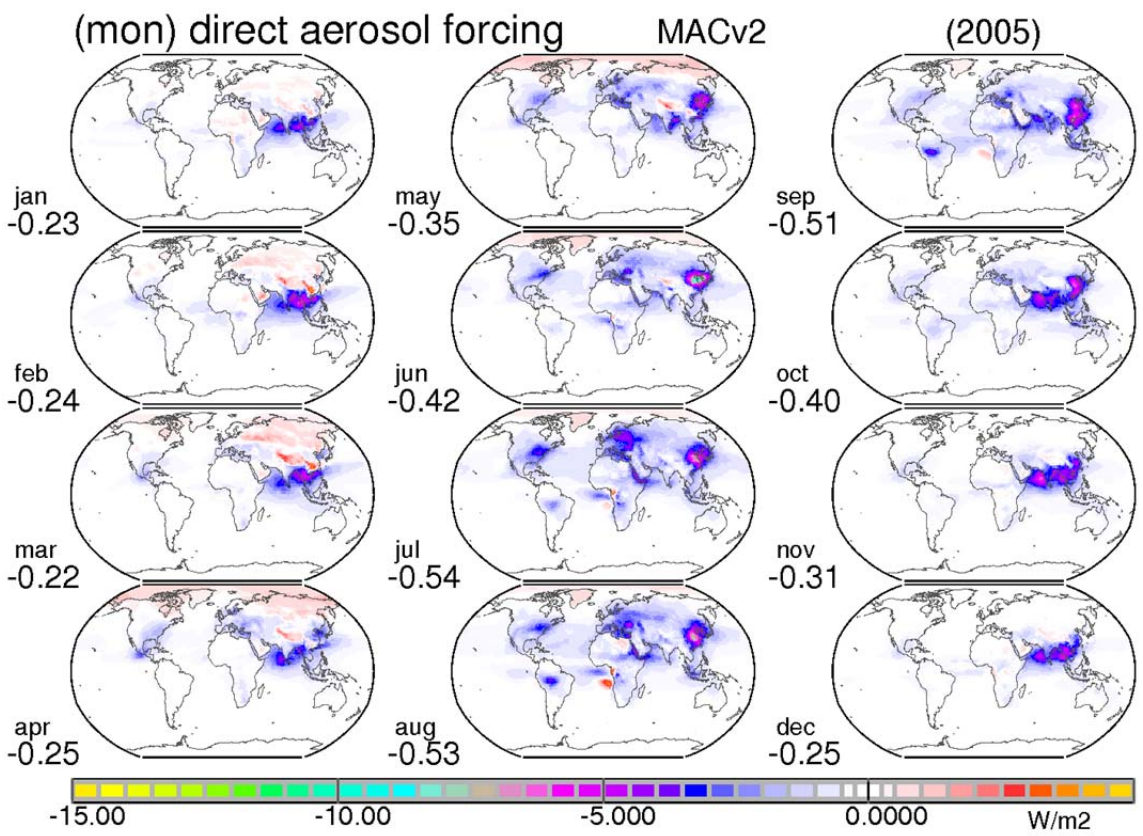 (mon) direct aerosol forcing MACv2 (2005)
jan may sep
-0.23 -0.35 -0.51
feb jun oct
-0.24 -0.42 -0.40
mar jul nov
-0.22 -0.54 -0.31
apr aug dec
-0.25 -0.53 -0.25
-15.00 -10.00 -5.000 0.0000 W/m2